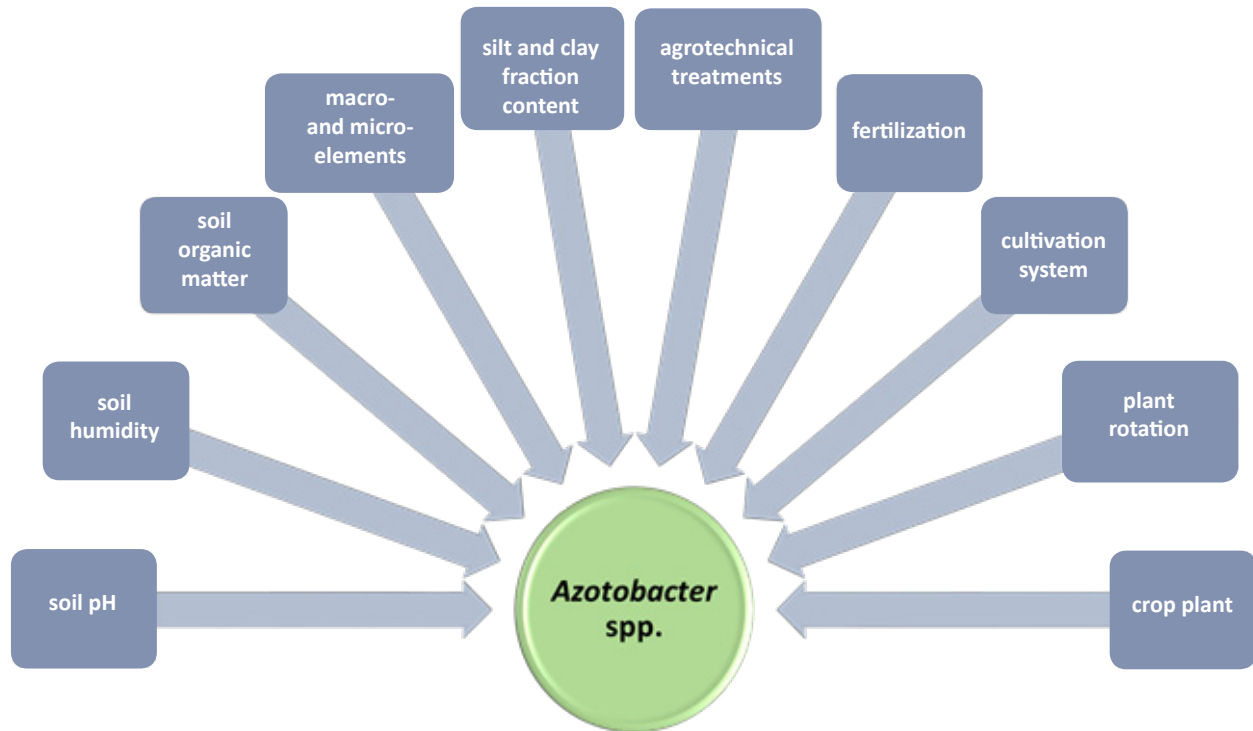 silt and clay
fraction
content
agrotechnical
treatments
macro-
and micro-
elements
fertilization
soil
organic
matter
cultivation
system
soil
humidity
plant
rotation
soil pH
Azotobacter
spp.
crop plant